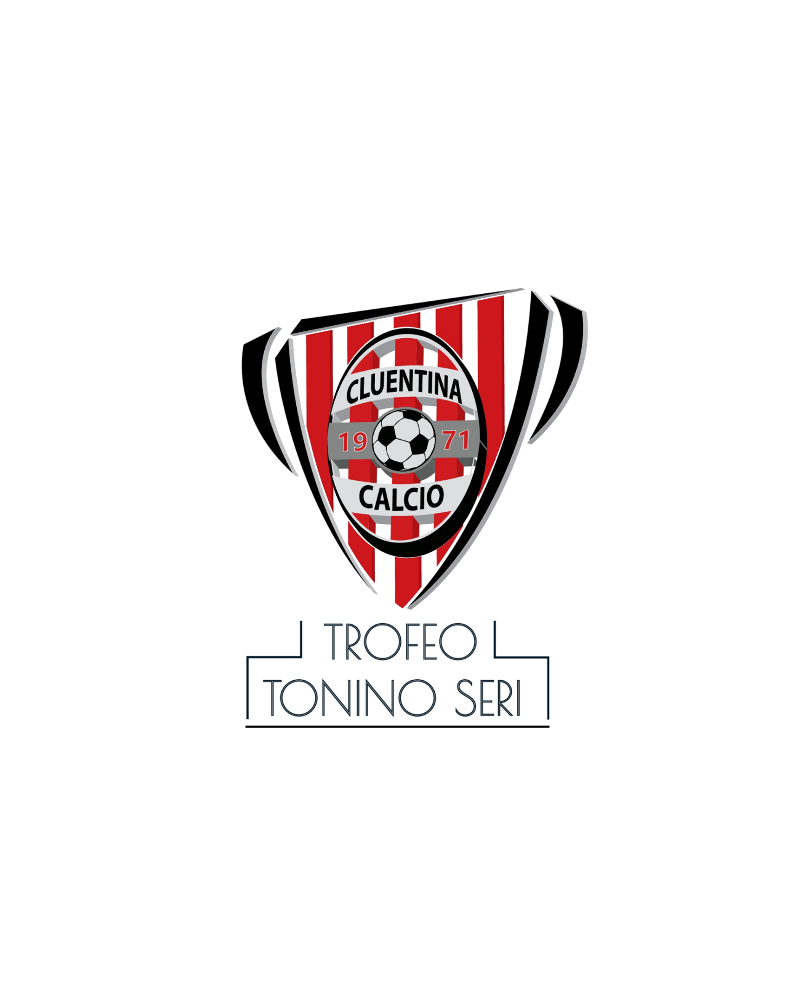 CLUENTINA
19 71
CALCIO
TROFEO
TONINO SERI